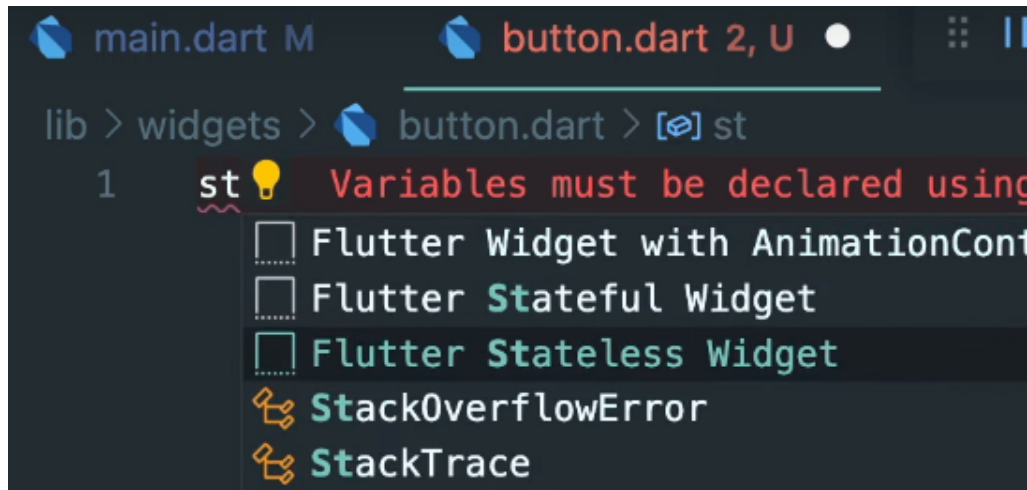 main.dart M button.dart 2, U
lib > widgets > button.dart > st
1 st Variables must be declared using
Flutter Widget with AnimationCont
Flutter Stateful Widget
Flutter Stateless Widget
StackOverflowError
StackTrace